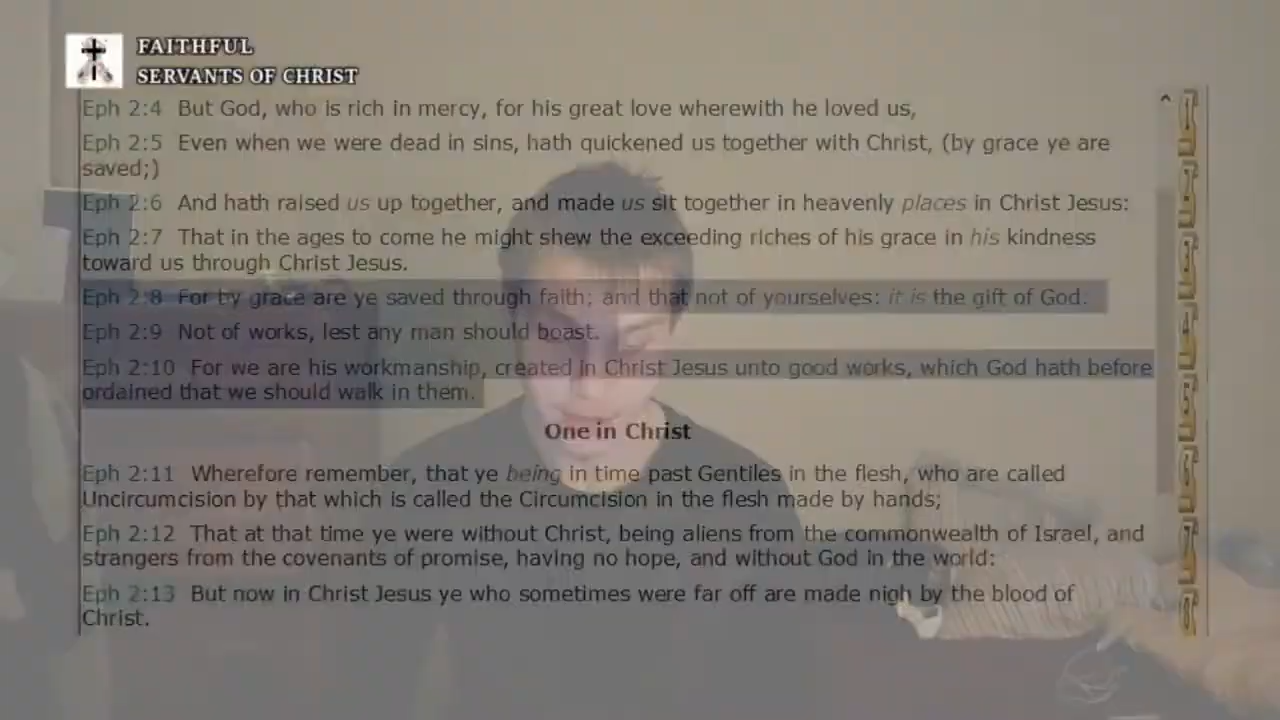 FAITHFUL
SERVANTS OF CHRIST
Eph 2:4 But God, who is rich in mercy, for his great love wherewith he loved us,
Eph 2:5 Even when we were dead in sins, hath quickened us together with Christ, (by grace ye are
saved;)
Eph 2:6 And hath raised us up together, and made us sit together in heavenly places in Christ Jesus:
Eph 2:7 That in the ages to come he might shew the exceeding riches of his grace in his kindness
toward us through Christ Jesus.
Eph 2:8 For by grace are ye saved through faith; and that not of yourselves: it is the gift of God:
Eph 2:9 Not of works, lest any man should boast.
Eph 2:10 For we are his workmanship, created in Christ Jesus unto good works, which God hath before
ordained that we should walk in them.
One in Christ
Eph 2:11 Wherefore remember, that ye being in time past Gentiles in the flesh, who are called
Uncircumcision by that which is called the Circumcision in the flesh made by hands;
Eph 2:12 That at that time ye were without Christ, being aliens from the commonwealth of Israel, and
strangers from the covenants of promise, having no hope, and without God in the world:
Eph 2:13 But now in Christ Jesus ye who sometimes were far off are made nigh by the blood of
Christ.